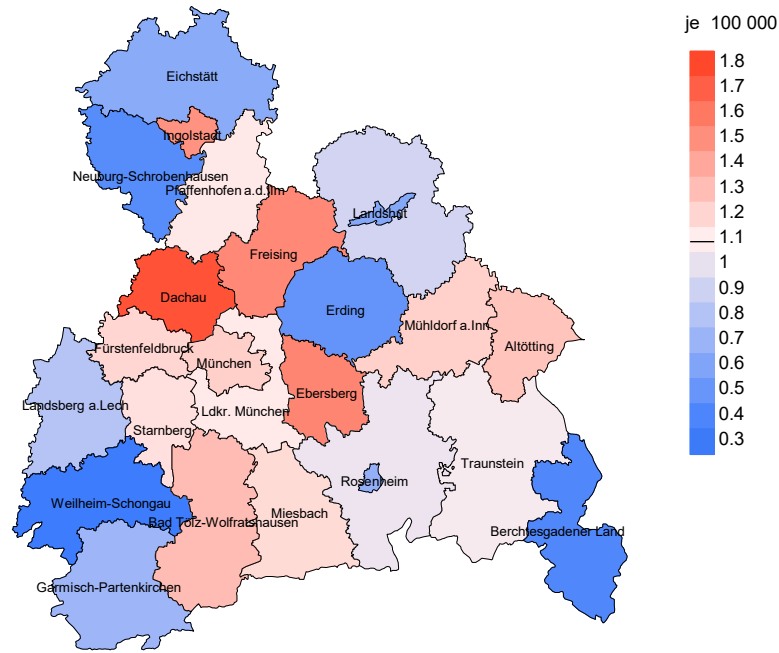 je 100 000
1.8
1.7
1.6
1.5
1.4
1.3
1.2
1.1
1
0.9
0.8
0.7
0.6
0.5
0.4
0.3
Eichstätt
Ingolstadt
Neuburg-Schrobenhausen
Pfaffenhofen a.d.Ilm
Landshut
Freising
Dachau
Erding
Mühldorf a.Inn
Altötting
Fürstenfeldbruck
München
Ebersberg
Landsberg a.Lech
Ldkr. München
Starnberg
Traunstein
Rosenheim
Weilheim-Schongau
Miesbach
Bad Tölz-Wolfratshausen
Berchtesgadener Land
Garmisch-Partenkirchen